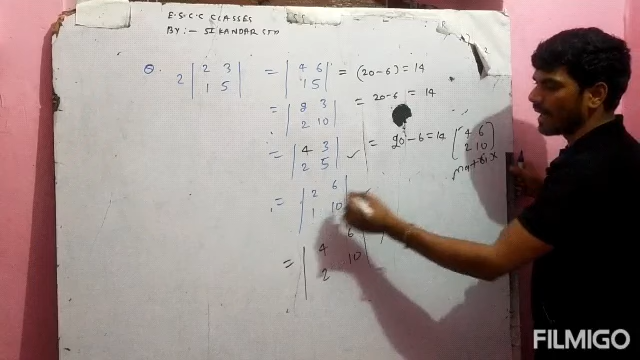 E.S.C.C CLASSES
BY:- SIKANDAR
Q. 2 | 2 3 | = | 4 6 | = (20-6) = 14
| 1 5 | | 1 5 |
= | 2 3 | = 20-6 = 14
| 2 10 |
= | 4 3 | ✓ = 20-6 = 14 [ 4 6 ]
| 2 5 | [ 2 10 ]
matrix
= | 2 6 |
| 1 10 |
= | 4 6 |
| 2 10 |
FILMIGO